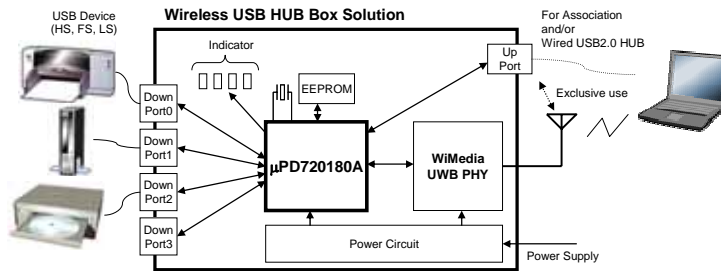 Wireless USB HUB Box Solution
USB Device
(HS, FS, LS)
Indicator
EEPROM
Up
Port
For Association
and/or
Wired USB2.0 HUB
Exclusive use
Down
Port0
Down
Port1
Down
Port2
Down
Port3
µPD720180A
WiMedia
UWB PHY
Power Circuit
Power Supply